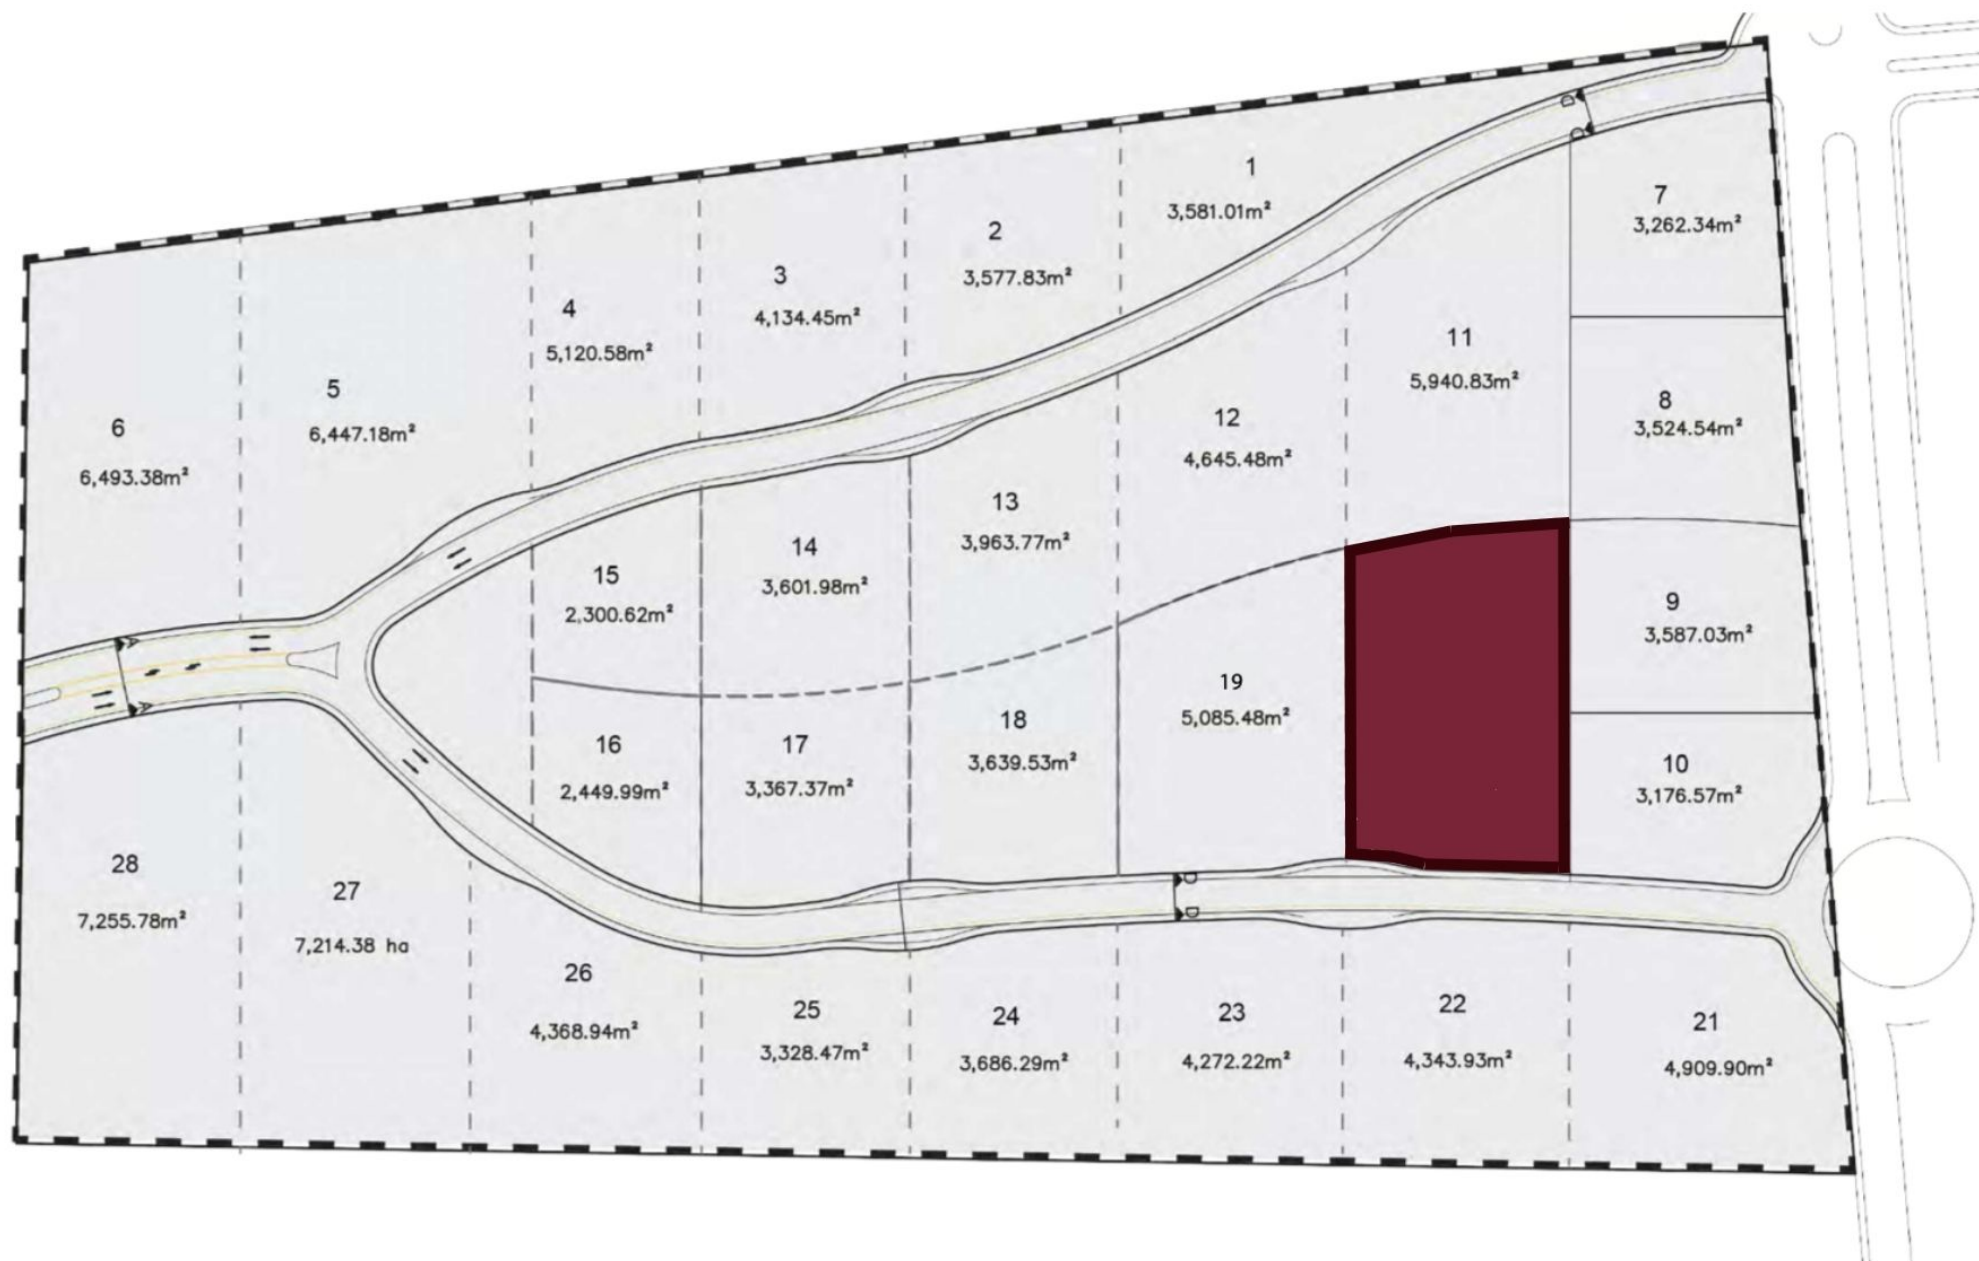 1
3,581.01m²
2
3,577.83m²
3
4,134.45m²
4
5,120.58m²
5
6,447.18m²
6
6,493.38m²
7
3,262.34m²
8
3,524.54m²
9
3,587.03m²
10
3,176.57m²
11
5,940.83m²
12
4,645.48m²
13
3,963.77m²
14
3,601.98m²
15
2,300.62m²
16
2,449.99m²
17
3,367.37m²
18
3,639.53m²
19
5,085.48m²
21
4,909.90m²
22
4,343.93m²
23
4,272.22m²
24
3,686.29m²
25
3,328.47m²
26
4,368.94m²
27
7,214.38 ha
28
7,255.78m²